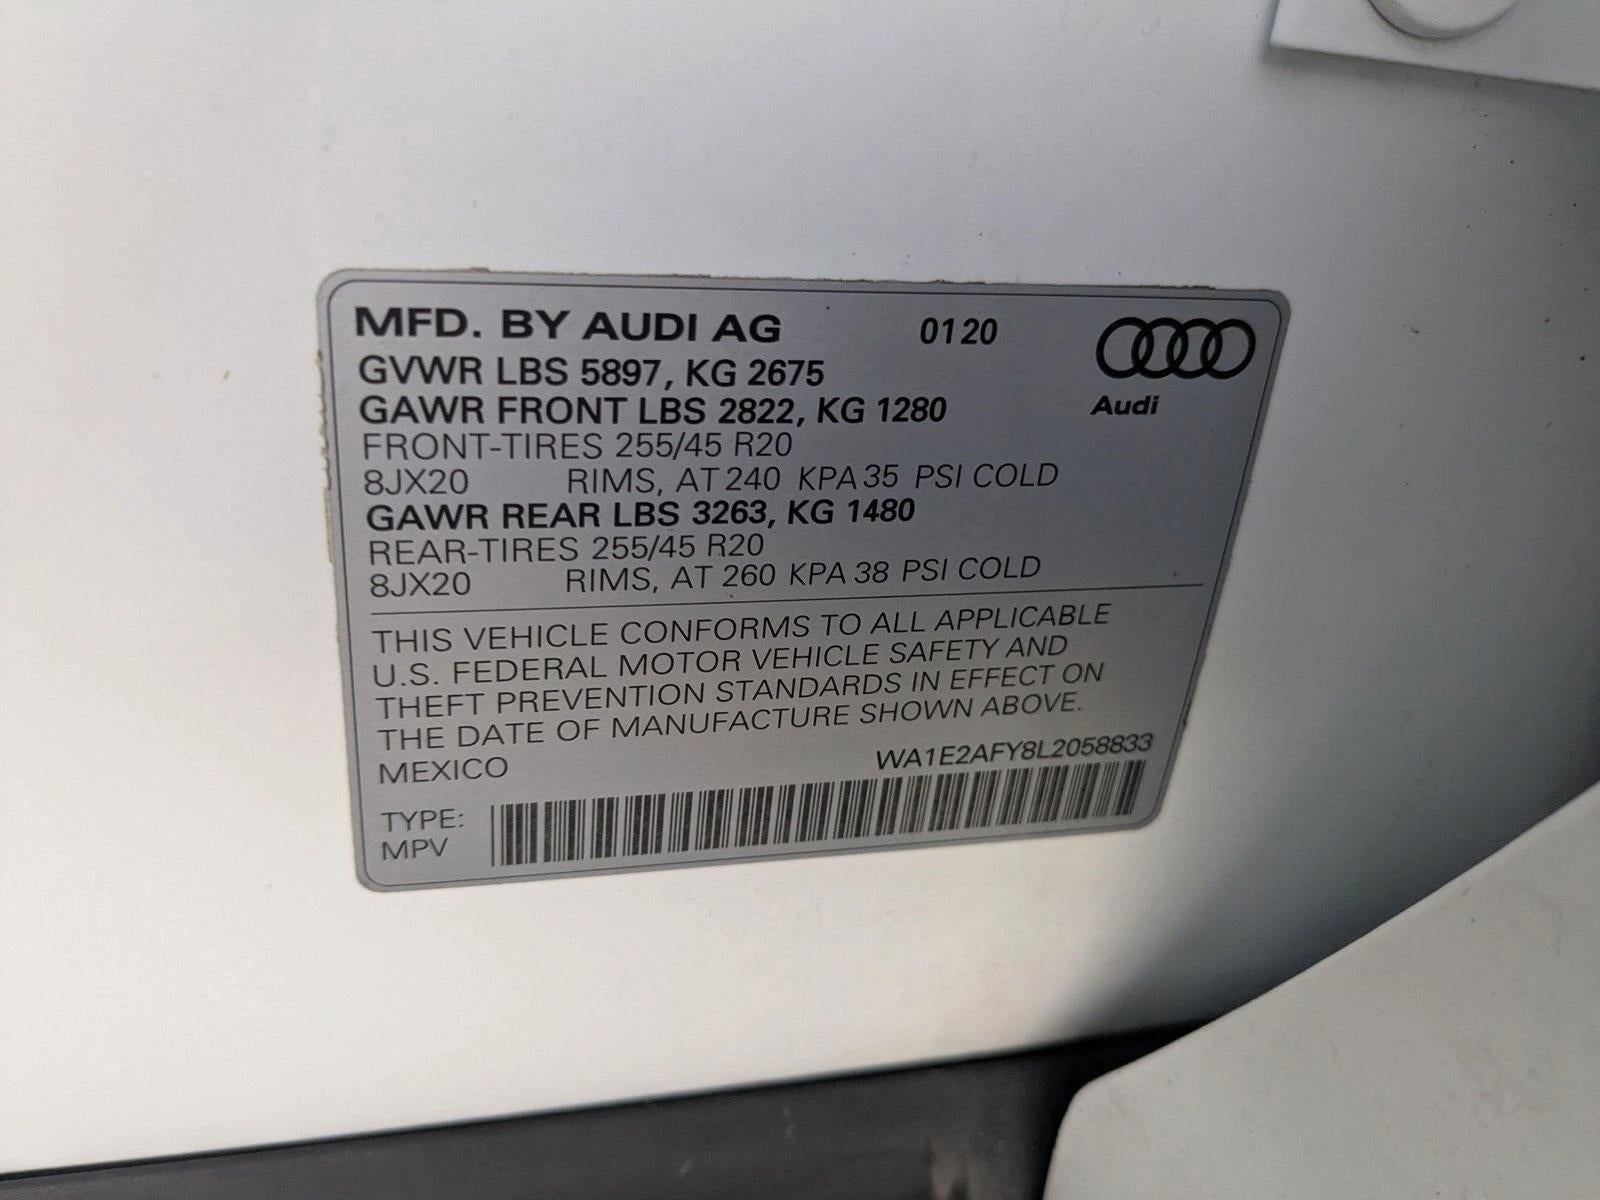 MFD. BY AUDI AG 0120
GVWR LBS 5897, KG 2675
GAWR FRONT LBS 2822, KG 1280
Audi
FRONT-TIRES 255/45 R20
8JX20 RIMS, AT 240 KPA 35 PSI COLD
GAWR REAR LBS 3263, KG 1480
REAR-TIRES 255/45 R20
8JX20 RIMS, AT 260 KPA 38 PSI COLD
THIS VEHICLE CONFORMS TO ALL APPLICABLE
U.S. FEDERAL MOTOR VEHICLE SAFETY AND
THEFT PREVENTION STANDARDS IN EFFECT ON
THE DATE OF MANUFACTURE SHOWN ABOVE.
MEXICO WA1E2AFY8L2058833
TYPE:
MPV